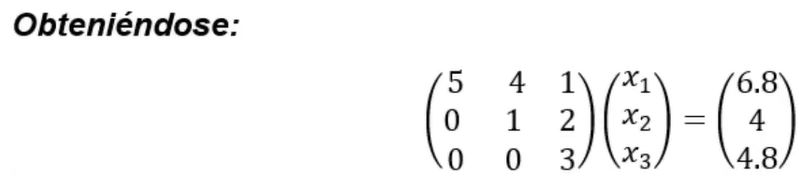 Obteniéndose:
5 4 1 x₁ 6.8
0 1 2 x₂ = 4
0 0 3 x₃ 4.8